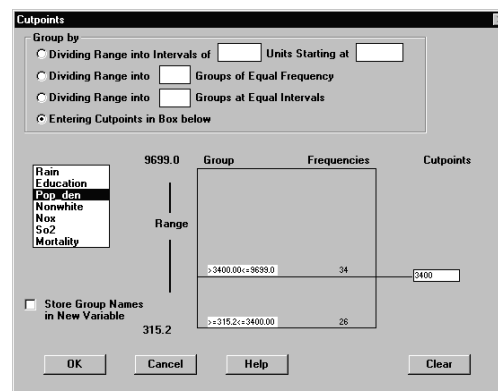 Cutpoints
Group by
Dividing Range into Intervals of Units Starting at
Dividing Range into Groups of Equal Frequency
Dividing Range into Groups at Equal Intervals
Entering Cutpoints in Box below
9699.0 Group Frequencies Cutpoints
Rain
Education
Pop_den
Nonwhite
Nox
So2
Mortality
Range
>3400.00<=9699.0 34
3400
Store Group Names
in New Variable
315.2
>=315.2<=3400.00 26
OK Cancel Help Clear